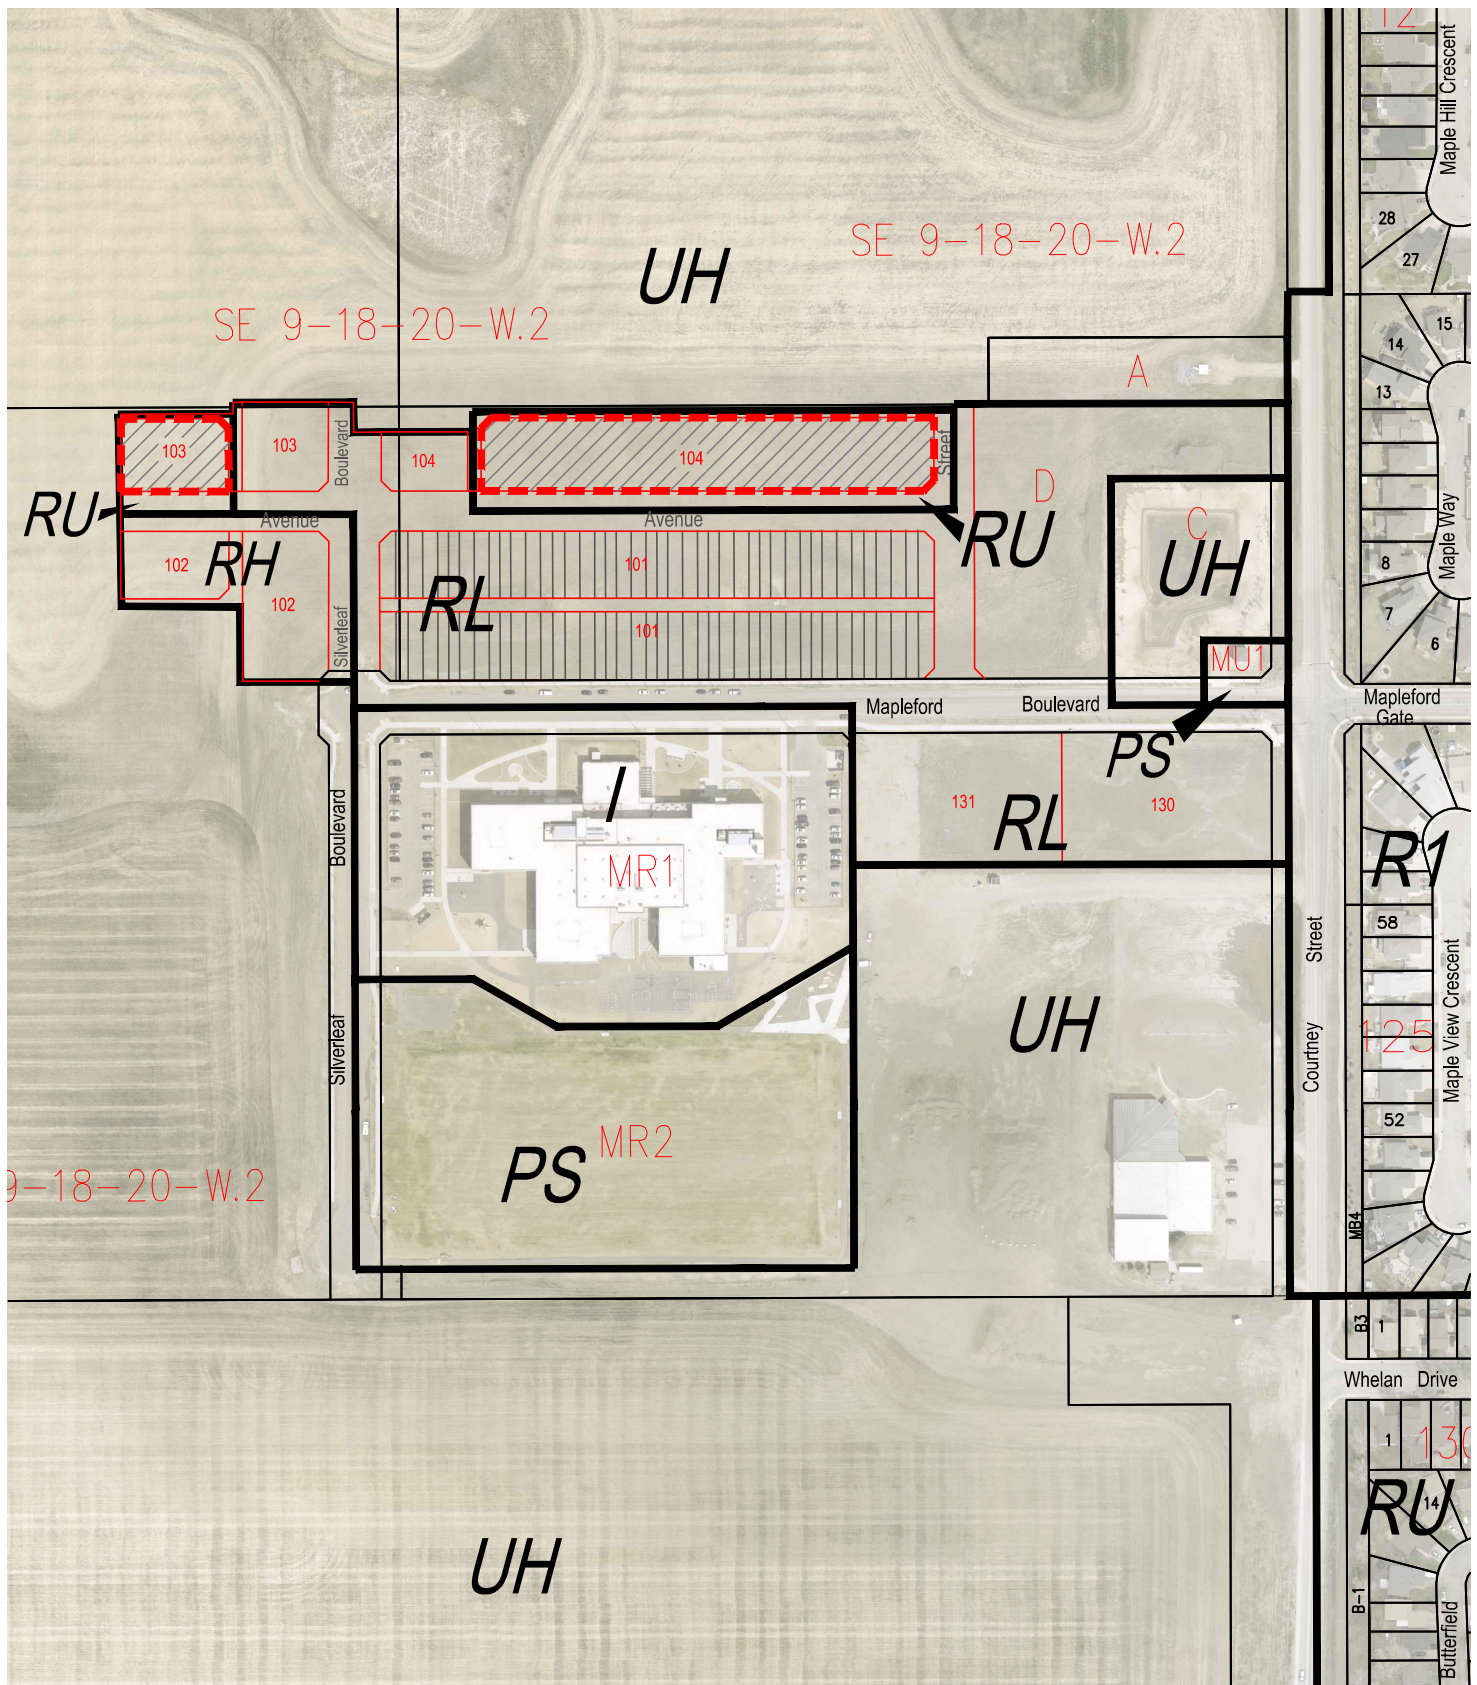 12
Maple Hill Crescent
28
27
SE 9-18-20-W.2
UH
SE 9-18-20-W.2
15
14
13
A
103
103
Boulevard
104
104
Street
D
RU
Avenue
Avenue
RU
C
UH
Maple Way
8
7
6
102
RH
102
Silverleaf
RL
101
101
MU1
Mapleford
Boulevard
Mapleford
Gate
PS
I
MR1
131
RL
130
Boulevard
R1
58
Street
Courtney
Silverleaf
UH
125
Maple View Crescent
52
PS
MR2
9-18-20-W.2
MB4
B3
1
Whelan Drive
1
130
RU
14
UH
B-1
Butterfield